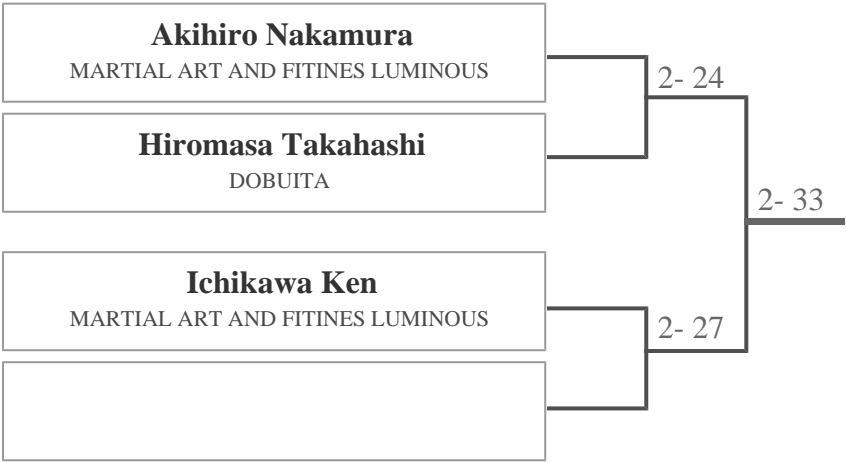 Akihiro Nakamura
MARTIAL ART AND FITINES LUMINOUS
2- 24
Hiromasa Takahashi
DOBUITA
2- 33
Ichikawa Ken
MARTIAL ART AND FITINES LUMINOUS
2- 27